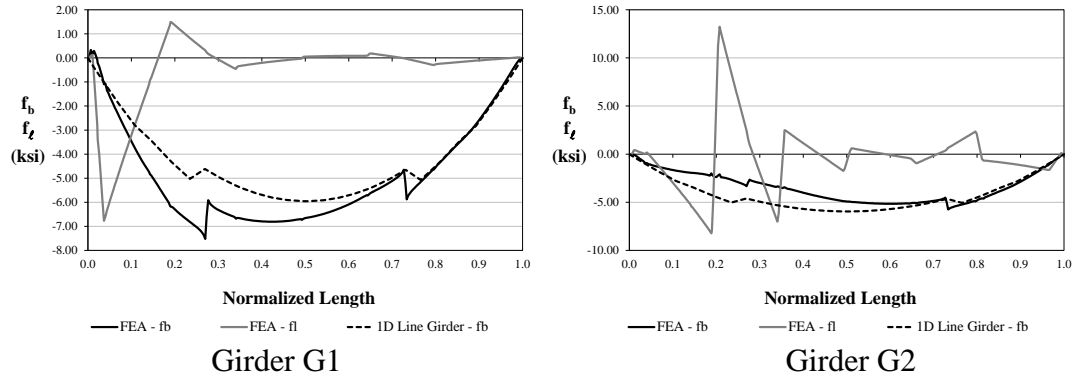 2.00
1.00
0.00
-1.00
-2.00
-3.00
-4.00
-5.00
-6.00
-7.00
-8.00
fb
fℓ
(ksi)
0.0 0.1 0.2 0.3 0.4 0.5 0.6 0.7 0.8 0.9 1.0
Normalized Length
FEA - fb FEA - fl 1D Line Girder - fb
Girder G1
15.00
10.00
5.00
0.00
-5.00
-10.00
fb
fℓ
(ksi)
0.0 0.1 0.2 0.3 0.4 0.5 0.6 0.7 0.8 0.9 1.0
Normalized Length
FEA - fb FEA - fl 1D Line Girder - fb
Girder G2